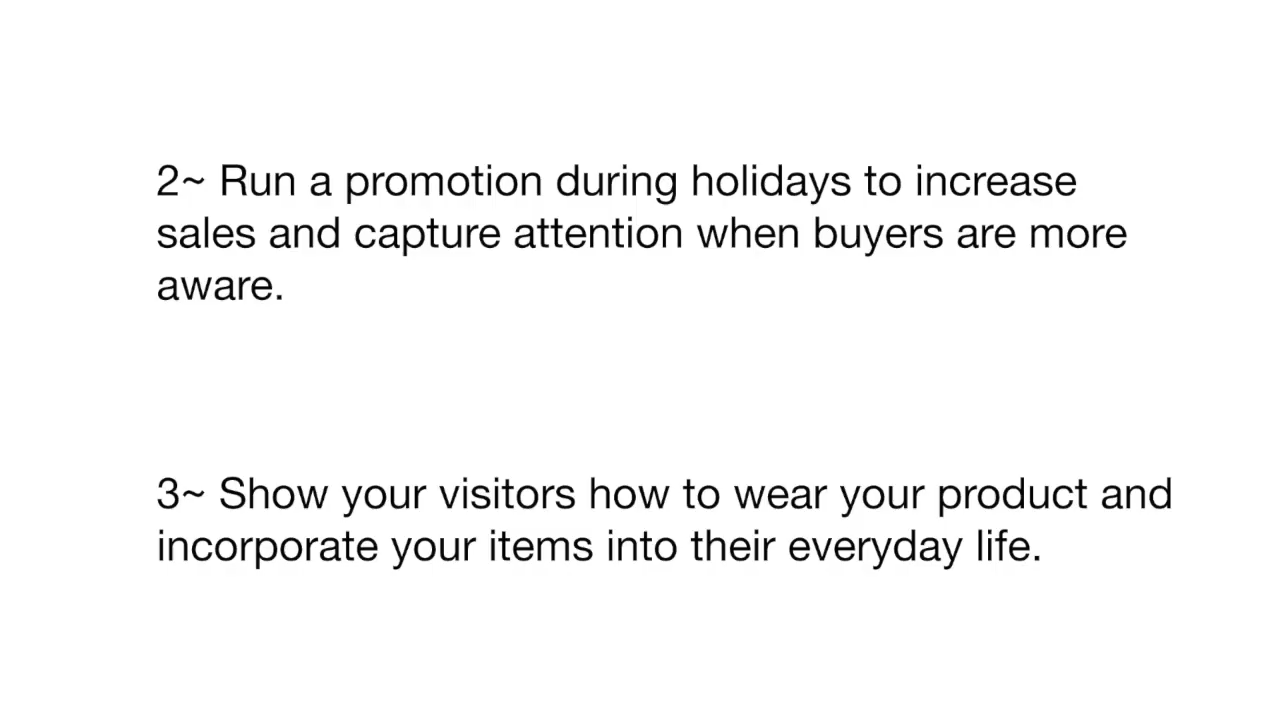 2~ Run a promotion during holidays to increase
sales and capture attention when buyers are more
aware.
3~ Show your visitors how to wear your product and
incorporate your items into their everyday life.